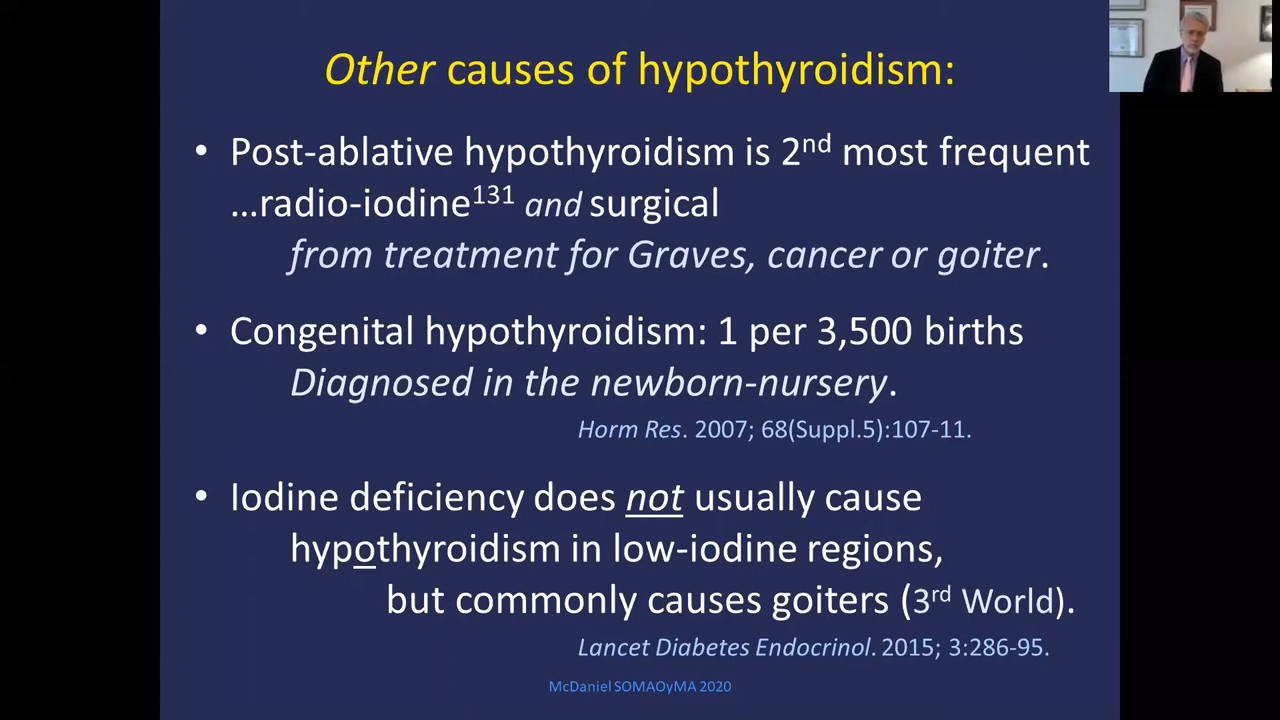 Other causes of hypothyroidism:
• Post-ablative hypothyroidism is 2nd most frequent
...radio-iodine131 and surgical
from treatment for Graves, cancer or goiter.
• Congenital hypothyroidism: 1 per 3,500 births
Diagnosed in the newborn-nursery.
Horm Res. 2007; 68(Suppl.5):107-11.
• Iodine deficiency does not usually cause
hypothyroidism in low-iodine regions,
but commonly causes goiters (3rd World).
Lancet Diabetes Endocrinol. 2015; 3:286-95.
McDaniel SOMAOyMA 2020